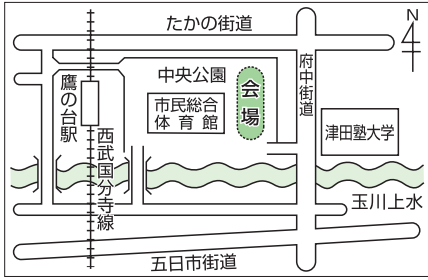 たかの街道
N
中央公園
会場
府中街道
鷹の台駅
市民総合
体育館
津田塾大学
西武国分寺線
玉川上水
五日市街道